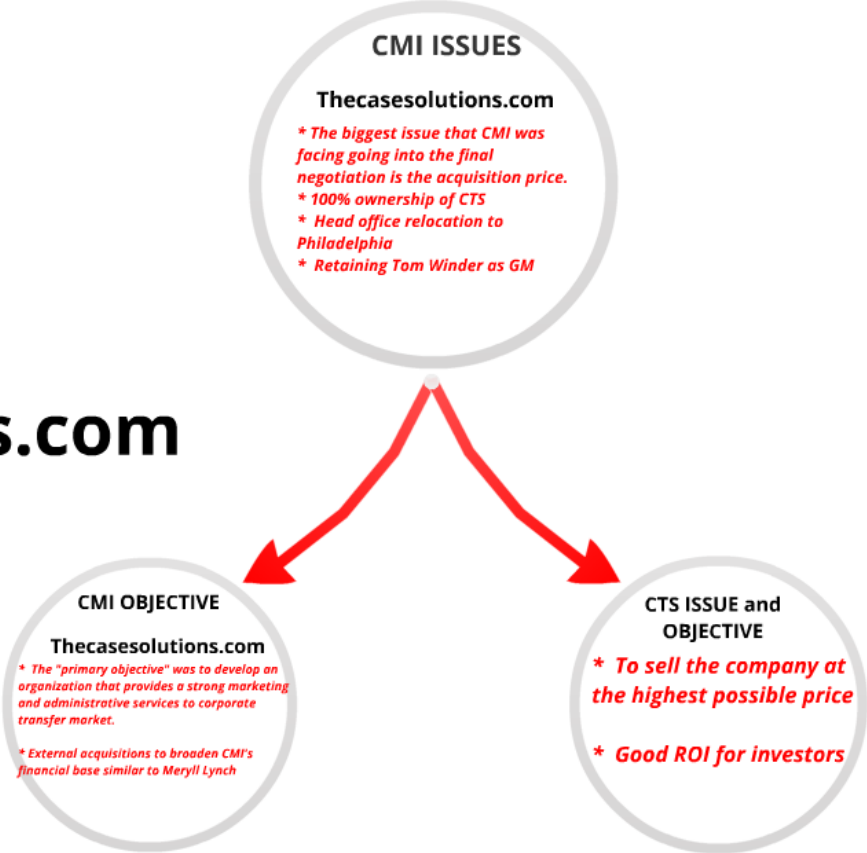 CMI ISSUES
Thecasesolutions.com
* The biggest issue that CMI was
facing going into the final
negotiation is the acquisition price.
* 100% ownership of CTS
* Head office relocation to
Philadelphia
* Retaining Tom Winder as GM
s.com
CMI OBJECTIVE
Thecasesolutions.com
* The "primary objective" was to develop an
organization that provides a strong marketing
and administrative services to corporate
transfer market.
* External acquisitions to broaden CMI's
financial base similar to Meryll Lynch
CTS ISSUE and
OBJECTIVE
* To sell the company at
the highest possible price
* Good ROI for investors